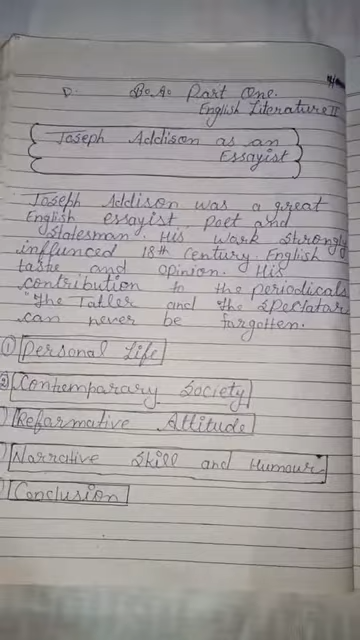 B.A. Part One.
English Literature II
Joseph Addison as an
Essayist
Joseph Addison was a great
English essayist, Poet and
Statesman. His Work Strongly
influnced 18th Century English
taste and opinion. His
contribution to the periodicals
"The Tatler and the Spectator
can never be forgotten.
① Personal Life
② Contemparary Society
Reformative Attitude
Narrative Skill and Humour
Conclusion